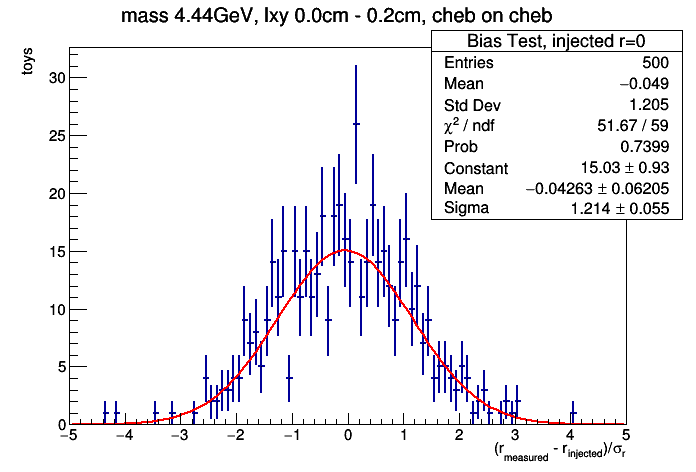 mass 4.44GeV, lxy 0.0cm - 0.2cm, cheb on cheb
Bias Test, injected r=0
Entries 500
Mean −0.049
Std Dev 1.205
χ² / ndf 51.67 / 59
Prob 0.7399
Constant 15.03 ± 0.93
Mean −0.04263 ± 0.06205
Sigma 1.214 ± 0.055
toys
30
25
20
15
10
5
0
−5 −4 −3 −2 −1 0 1 2 3 4 5
(r_measured - r_injected)/σ_r